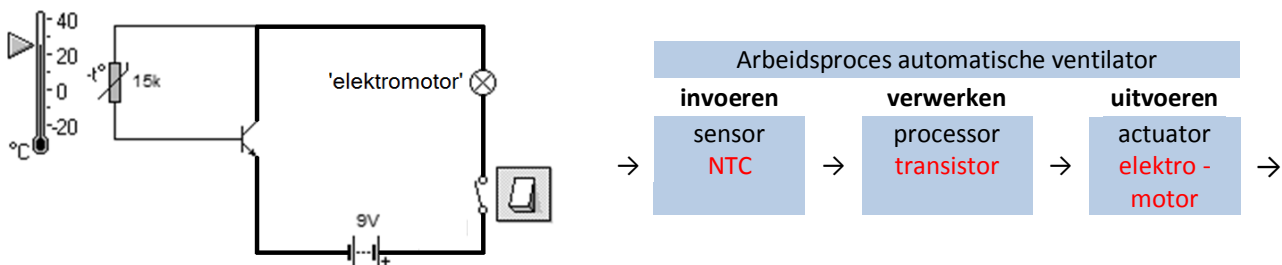 40
20
0
-20
°C
-t°
15k
'elektromotor'
9V
+
Arbeidsproces automatische ventilator
invoeren verwerken uitvoeren
→ sensor → processor → actuator →
NTC transistor elektro -
motor